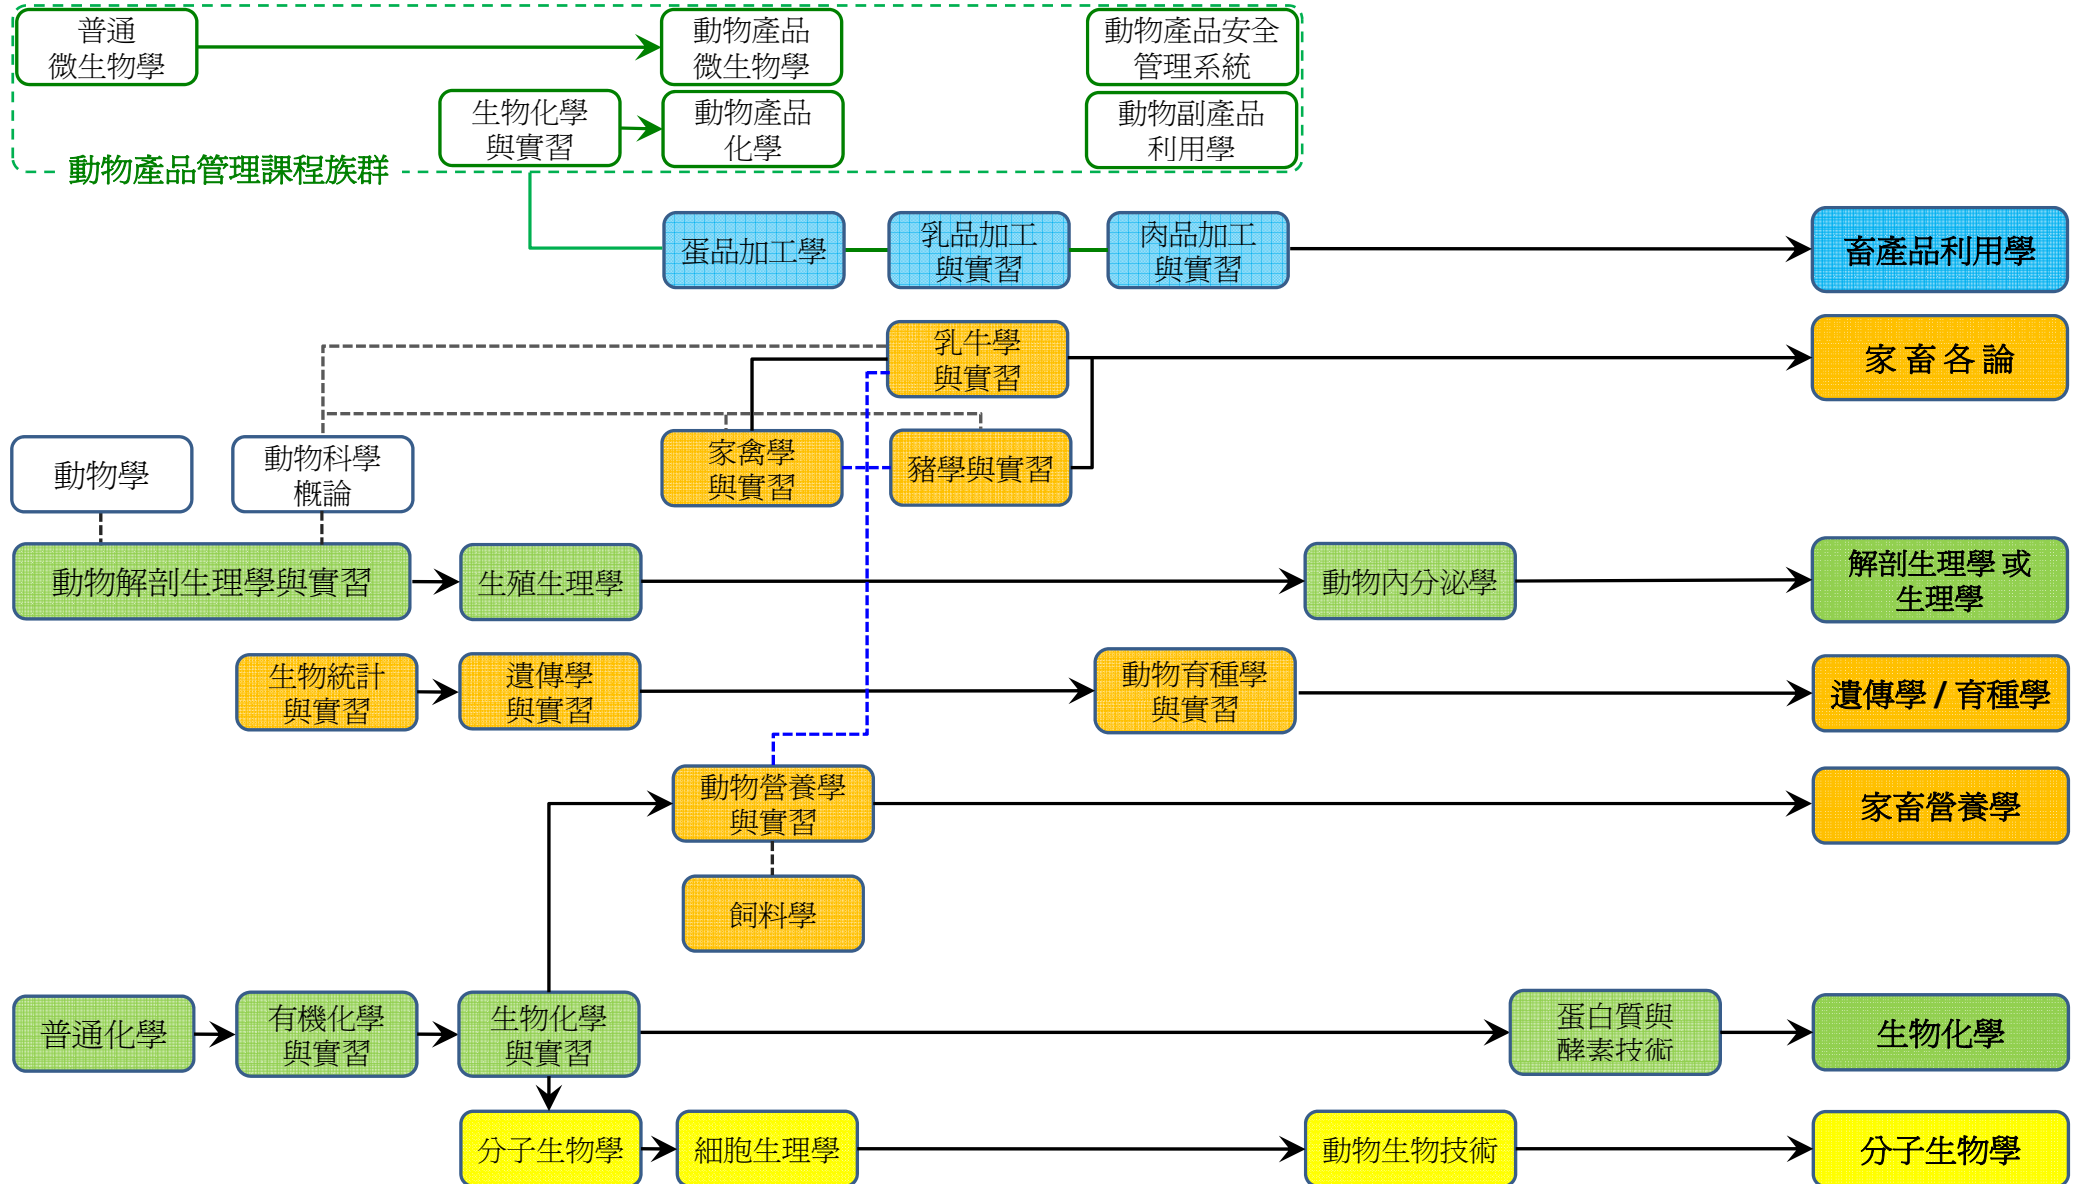 普通
微生物學
動物產品
微生物學
動物產品安全
管理系統
生物化學
與實習
動物產品
化學
動物副產品
利用學
動物產品管理課程族群
蛋品加工學
乳品加工
與實習
肉品加工
與實習
畜產品利用學
乳牛學
與實習
家畜各論
動物學
動物科學
概論
家禽學
與實習
豬學與實習
動物解剖生理學與實習
生殖生理學
動物內分泌學
解剖生理學 或
生理學
生物統計
與實習
遺傳學
與實習
動物育種學
與實習
遺傳學 / 育種學
動物營養學
與實習
家畜營養學
飼料學
普通化學
有機化學
與實習
生物化學
與實習
蛋白質與
酵素技術
生物化學
分子生物學
細胞生理學
動物生物技術
分子生物學